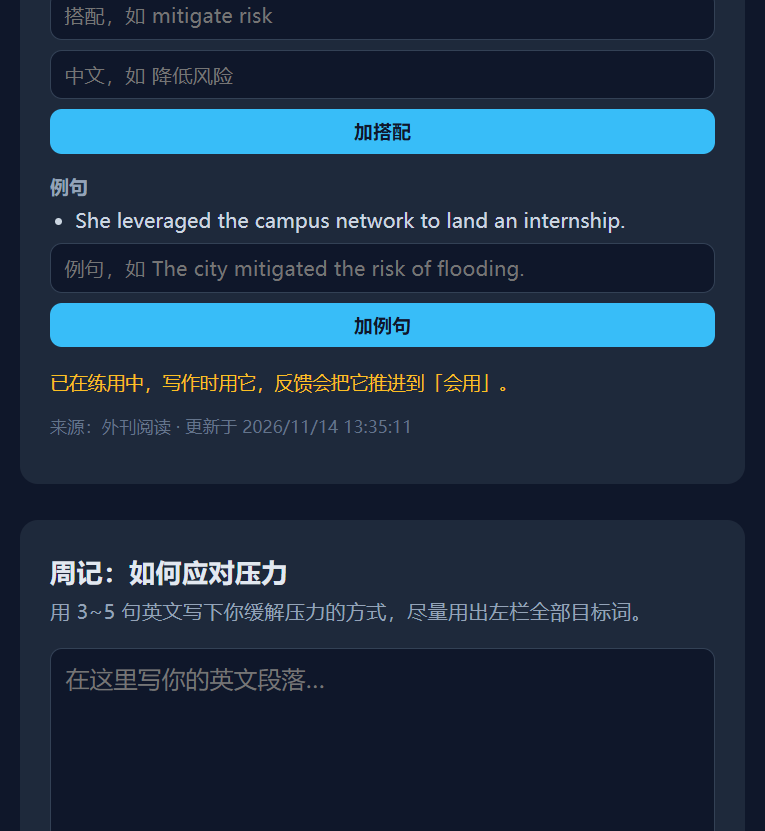 搭配，如 mitigate risk
中文，如 降低风险
加搭配
例句
• She leveraged the campus network to land an internship.
例句，如 The city mitigated the risk of flooding.
加例句
已在练用中，写作时用它，反馈会把它推进到「会用」。
来源：外刊阅读 · 更新于 2026/11/14 13:35:11
周记：如何应对压力
用 3~5 句英文写下你缓解压力的方式，尽量用出左栏全部目标词。
在这里写你的英文段落...